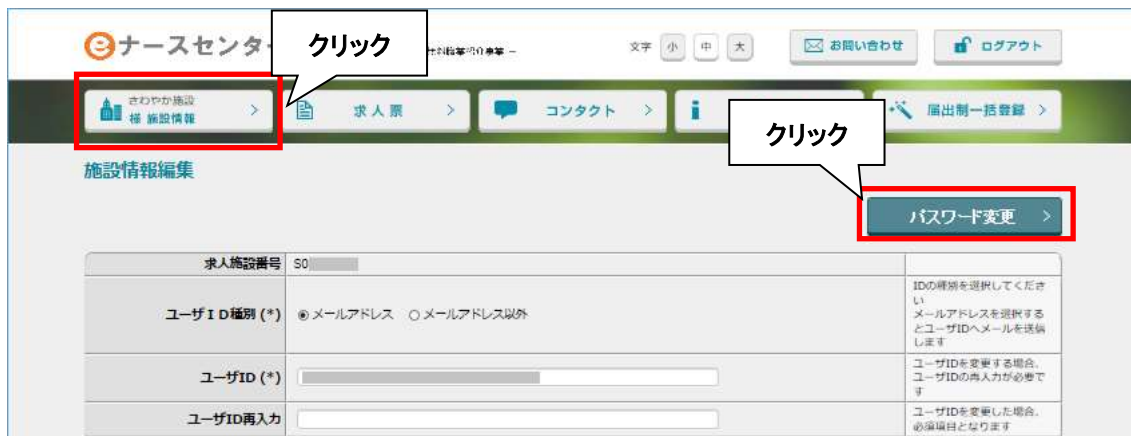 eナースセンター
クリック
文字 小 中 大
お問い合わせ
ログアウト
さわやか施設
様 施設情報 >
求人票 >
コンタクト >
i
届出制一括登録 >
クリック
施設情報編集
パスワード変更 >
求人施設番号 S0
ユーザID種別 (*) メールアドレス メールアドレス以外
IDの種別を選択してくださ
い
メールアドレスを選択する
とユーザIDへメールを送信
します
ユーザID (*)
ユーザIDを変更する場合、
ユーザIDの再入力が必要で
す
ユーザID再入力
ユーザIDを変更した場合、
必須項目となります